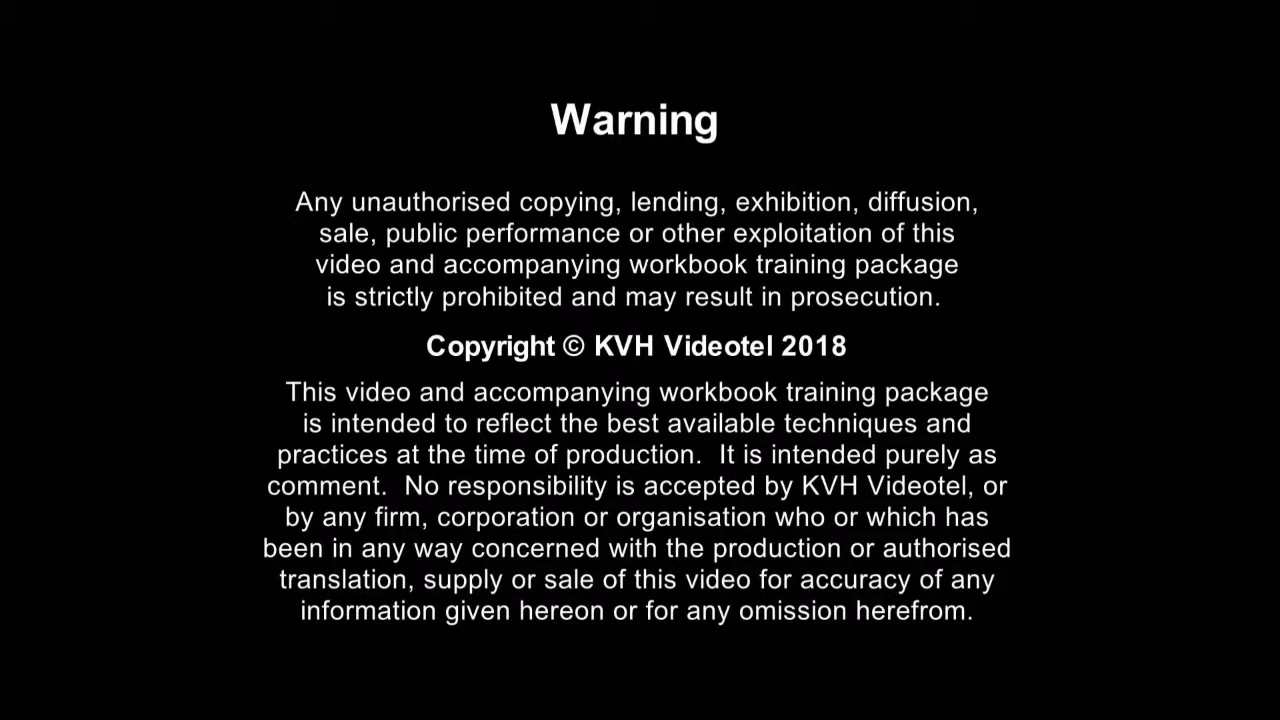 Warning
Any unauthorised copying, lending, exhibition, diffusion,
sale, public performance or other exploitation of this
video and accompanying workbook training package
is strictly prohibited and may result in prosecution.
Copyright © KVH Videotel 2018
This video and accompanying workbook training package
is intended to reflect the best available techniques and
practices at the time of production.  It is intended purely as
comment.  No responsibility is accepted by KVH Videotel, or
by any firm, corporation or organisation who or which has
been in any way concerned with the production or authorised
translation, supply or sale of this video for accuracy of any
information given hereon or for any omission herefrom.